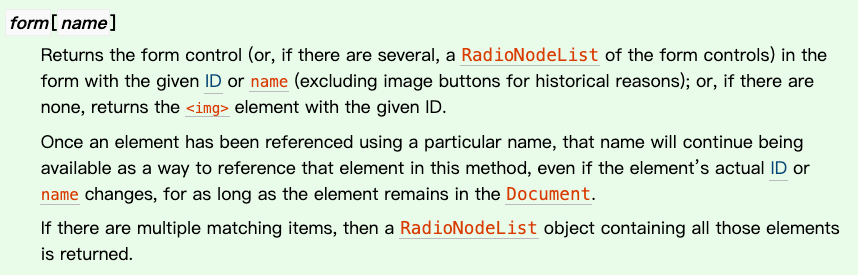 form[name]
Returns the form control (or, if there are several, a RadioNodeList of the form controls) in the
form with the given ID or name (excluding image buttons for historical reasons); or, if there are
none, returns the <img> element with the given ID.
Once an element has been referenced using a particular name, that name will continue being
available as a way to reference that element in this method, even if the element's actual ID or
name changes, for as long as the element remains in the Document.
If there are multiple matching items, then a RadioNodeList object containing all those elements
is returned.